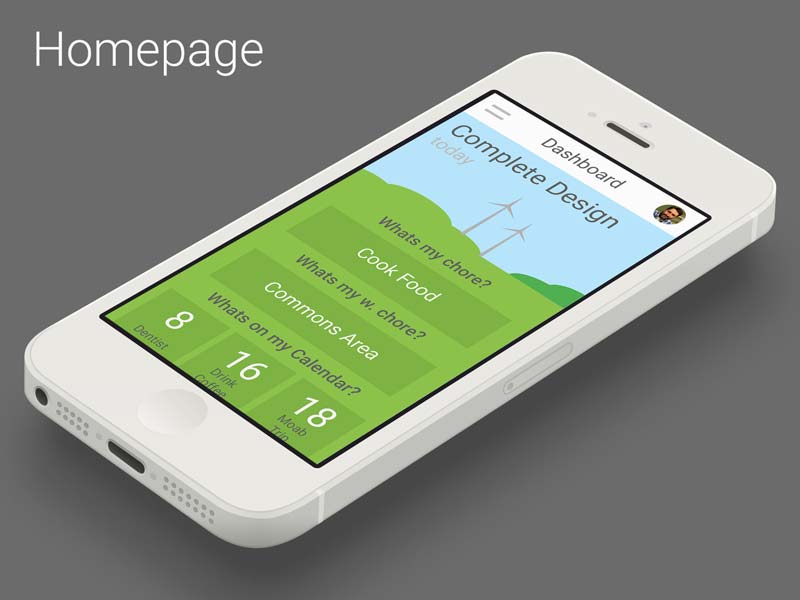 Homepage
Dashboard
Complete Design
today
Whats my chore?
Cook Food
Whats my w. chore?
Commons Area
Whats on my Calendar?
8
Dentist
16
Drink
Coffee
18
Moab
Trip